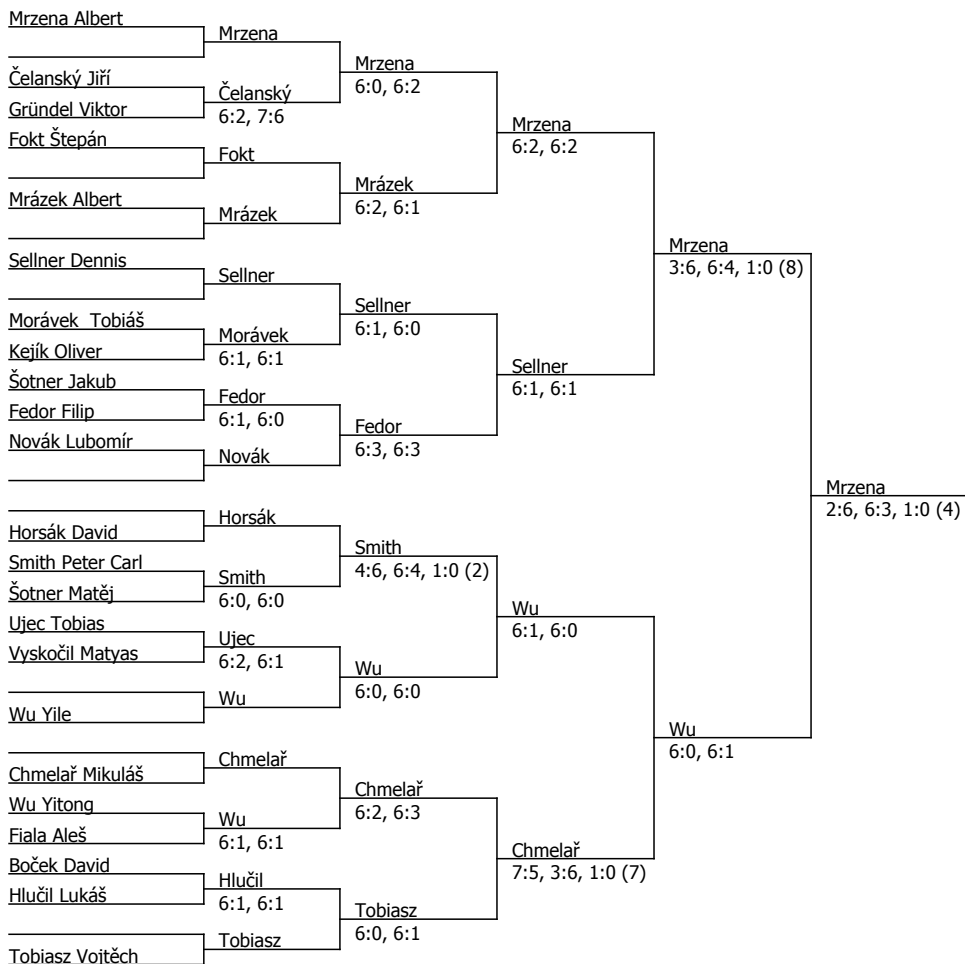 Mrzena Albert
Čelanský Jiří
Gründel Viktor
Fokt Štepán
Mrázek Albert
Sellner Dennis
Morávek  Tobiáš
Kejík Oliver
Šotner Jakub
Fedor Filip
Novák Lubomír
Horsák David
Smith Peter Carl
Šotner Matěj
Ujec Tobias
Vyskočil Matyas
Wu Yile
Chmelař Mikuláš
Wu Yitong
Fiala Aleš
Boček David
Hlučil Lukáš
Tobiasz Vojtěch
Mrzena
Čelanský
6:2, 7:6
Fokt
Mrázek
Sellner
Morávek
6:1, 6:1
Fedor
6:1, 6:0
Novák
Horsák
Smith
6:0, 6:0
Ujec
6:2, 6:1
Wu
Chmelař
Wu
6:1, 6:1
Hlučil
6:1, 6:1
Tobiasz
Mrzena
6:0, 6:2
Mrázek
6:2, 6:1
Sellner
6:1, 6:0
Fedor
6:3, 6:3
Smith
4:6, 6:4, 1:0 (2)
Wu
6:0, 6:0
Chmelař
6:2, 6:3
Tobiasz
6:0, 6:1
Mrzena
6:2, 6:2
Sellner
6:1, 6:1
Wu
6:1, 6:0
Chmelař
7:5, 3:6, 1:0 (7)
Mrzena
3:6, 6:4, 1:0 (8)
Wu
6:0, 6:1
Mrzena
2:6, 6:3, 1:0 (4)